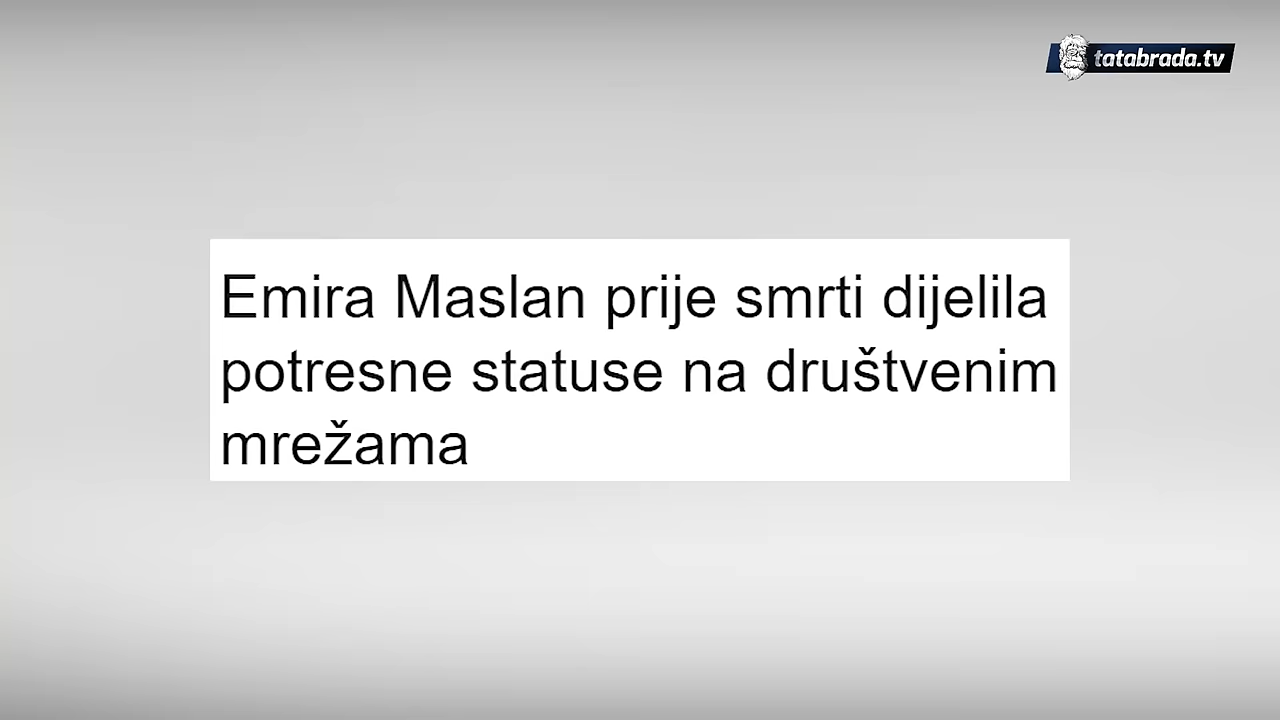 tatabrada.tv
Emira Maslan prije smrti dijelila
potresne statuse na društvenim
mrežama